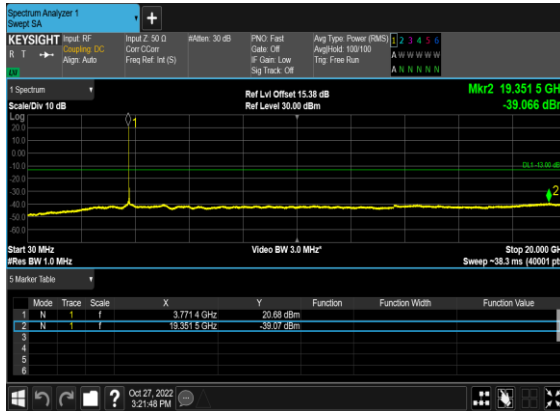 Spectrum Analyzer 1
Swept SA
+
KEYSIGHT
R T
Input: RF
Coupling: DC
Align: Auto
Input Z: 50 Ω
Corr CCorr
Freq Ref: Int (S)
#Atten: 30 dB
PNO: Fast
Gate: Off
IF Gain: Low
Sig Track: Off
Avg Type: Power (RMS)
Avg|Hold: 100/100
Trig: Free Run
1 2 3 4 5 6
A W W W W W
A N N N N N
1 Spectrum
Scale/Div 10 dB
Ref Lvl Offset 15.38 dB
Ref Level 30.00 dBm
Mkr2 19.351 5 GH
-39.066 dB
Log
20.0
10.0
0.00
-10.0
-20.0
-30.0
-40.0
-50.0
-60.0
1
DL1 -13.00 dB
2
Start 30 MHz
#Res BW 1.0 MHz
Video BW 3.0 MHz*
Stop 20.000 GH
Sweep ~38.3 ms (40001 pt
5 Marker Table
Mode Trace Scale X Y Function Function Width Function Value
1 N 1 f 3.771 4 GHz 20.68 dBm
2 N 1 f 19.351 5 GHz -39.07 dBm
3
4
5
6
?
Oct 27, 2022
3:21:48 PM